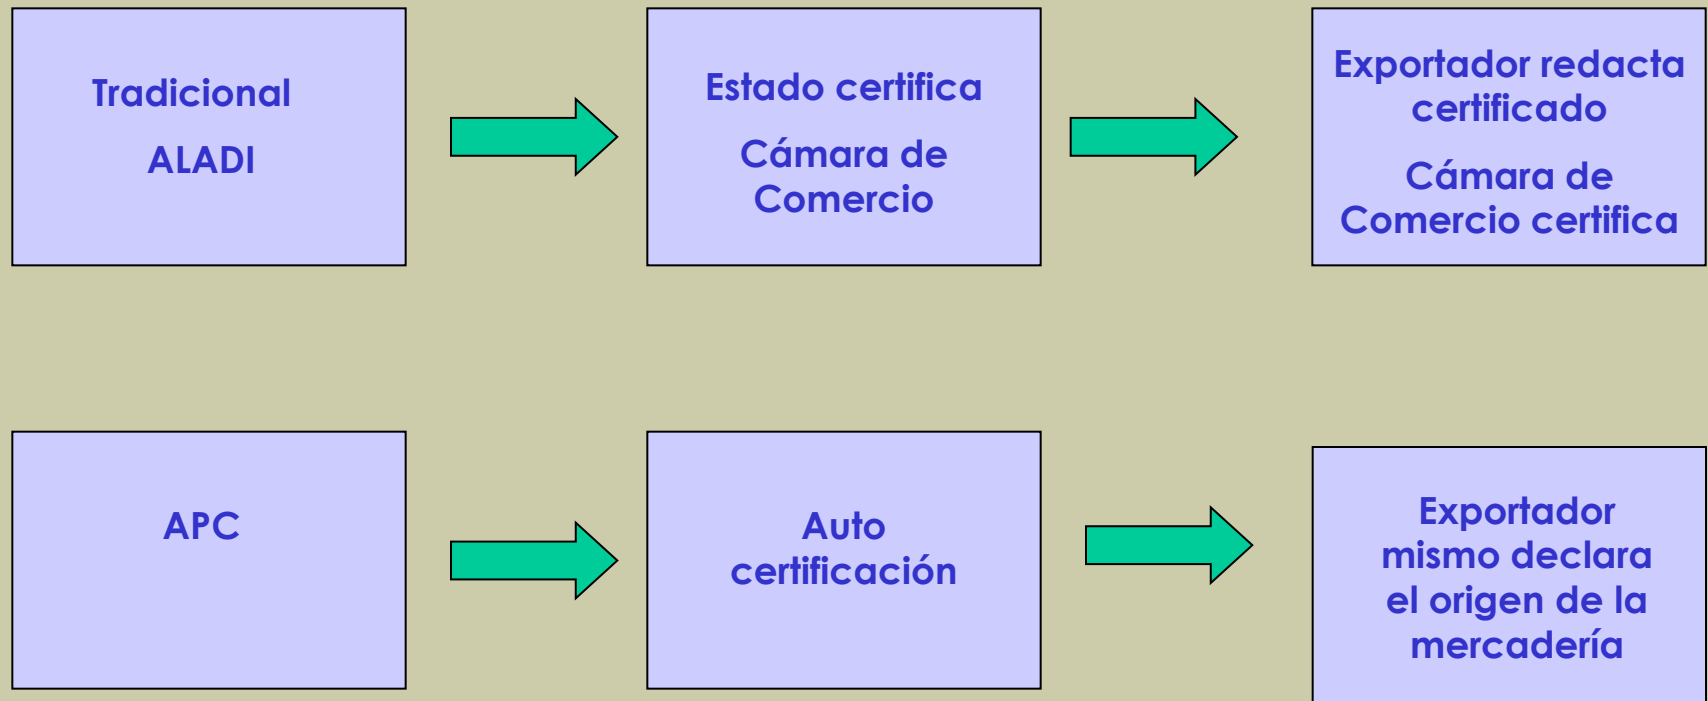 Tradicional
ALADI
Estado certifica
Cámara de
Comercio
Exportador redacta
certificado
Cámara de
Comercio certifica
APC
Auto
certificación
Exportador
mismo declara
el origen de la
mercadería